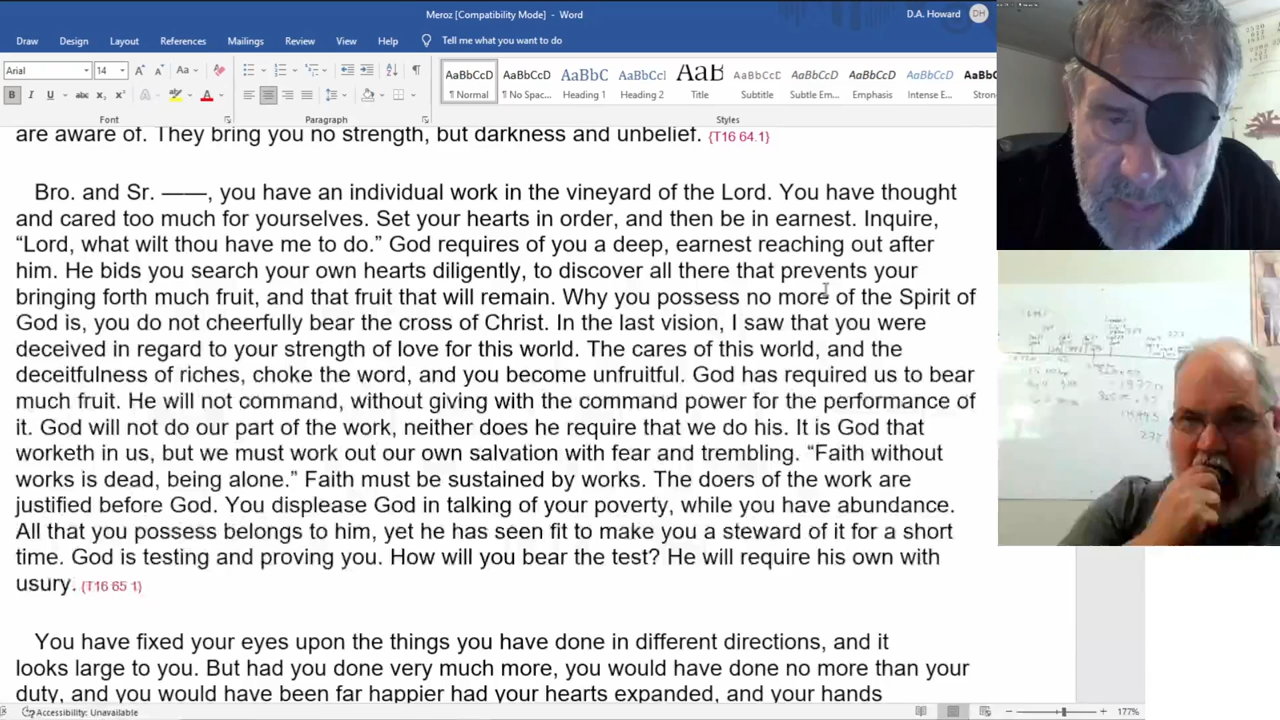 Meroz [Compatibility Mode] - Word
D.A. Howard DH
Draw Design Layout References Mailings Review View Help Tell me what you want to do
Arial 14 Aa
AaBbCcD AaBbCcD AaBbC AaBbCcI AaB AaBbCcD AaBbCcD AaBbCcD AaBbCcD AaBbCc
¶ Normal ¶ No Spac... Heading 1 Heading 2 Title Subtitle Subtle Em... Emphasis Intense E... Stron
Font Paragraph Styles
are aware of. They bring you no strength, but darkness and unbelief. {T16 64.1}
Bro. and Sr. ——, you have an individual work in the vineyard of the Lord. You have thought
and cared too much for yourselves. Set your hearts in order, and then be in earnest. Inquire,
“Lord, what wilt thou have me to do.” God requires of you a deep, earnest reaching out after
him. He bids you search your own hearts diligently, to discover all there that prevents your
bringing forth much fruit, and that fruit that will remain. Why you possess no more of the Spirit of
God is, you do not cheerfully bear the cross of Christ. In the last vision, I saw that you were
deceived in regard to your strength of love for this world. The cares of this world, and the
deceitfulness of riches, choke the word, and you become unfruitful. God has required us to bear
much fruit. He will not command, without giving with the command power for the performance of
it. God will not do our part of the work, neither does he require that we do his. It is God that
worketh in us, but we must work out our own salvation with fear and trembling. “Faith without
works is dead, being alone.” Faith must be sustained by works. The doers of the work are
justified before God. You displease God in talking of your poverty, while you have abundance.
All that you possess belongs to him, yet he has seen fit to make you a steward of it for a short
time. God is testing and proving you. How will you bear the test? He will require his own with
usury. {T16 65 1}
You have fixed your eyes upon the things you have done in different directions, and it
looks large to you. But had you done very much more, you would have done no more than your
duty, and you would have been far happier had your hearts expanded, and your hands
Accessibility: Unavailable 177%